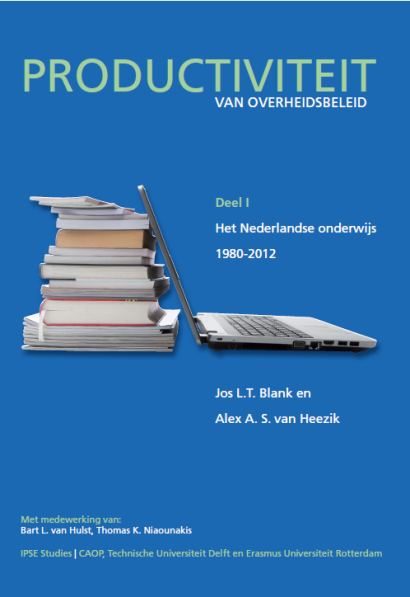 PRODUCTIVITEIT
VAN OVERHEIDSBELEID
Deel I
Het Nederlandse onderwijs
1980-2012
Jos L.T. Blank en
Alex A. S. van Heezik
Met medewerking van:
Bart L. van Hulst, Thomas K. Niaounakis
IPSE Studies | CAOP, Technische Universiteit Delft en Erasmus Universiteit Rotterdam